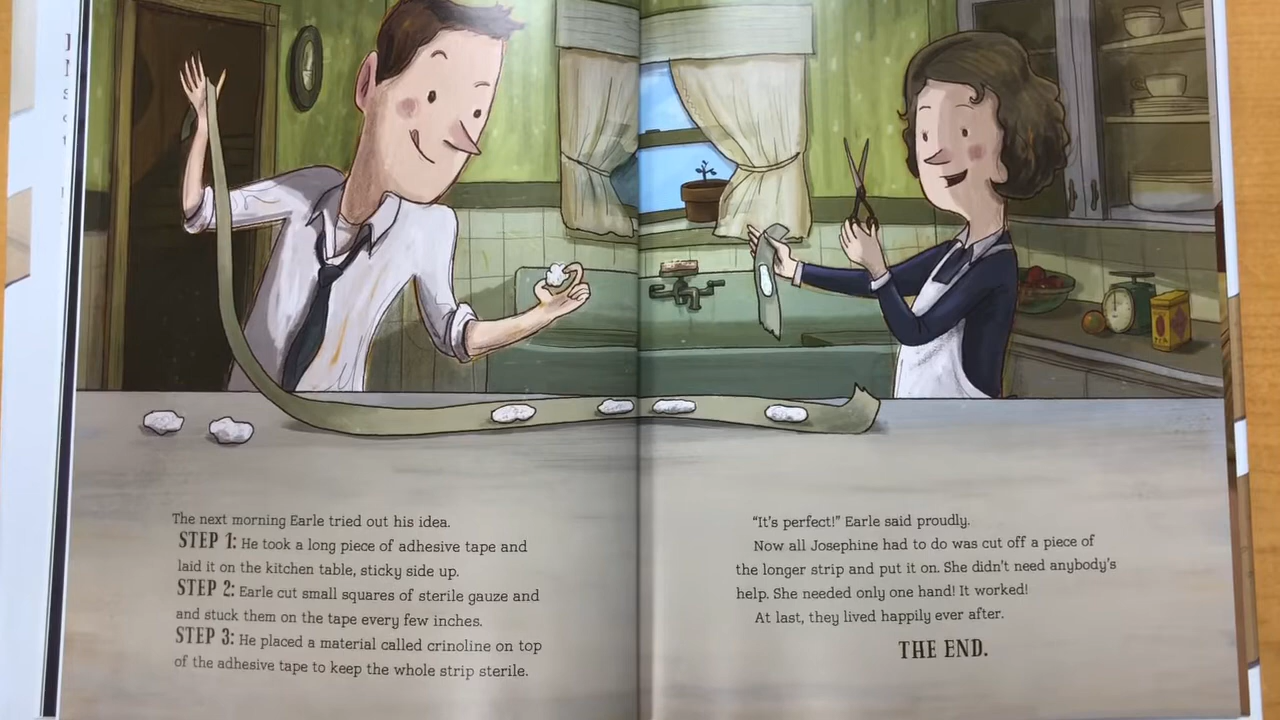 The next morning Earle tried out his idea.
STEP 1: He took a long piece of adhesive tape and
laid it on the kitchen table, sticky side up.
STEP 2: Earle cut small squares of sterile gauze and
and stuck them on the tape every few inches.
STEP 3: He placed a material called crinoline on top
of the adhesive tape to keep the whole strip sterile.
"It's perfect!" Earle said proudly.
Now all Josephine had to do was cut off a piece of
the longer strip and put it on. She didn't need anybody's
help. She needed only one hand! It worked!
At last, they lived happily ever after.
THE END.